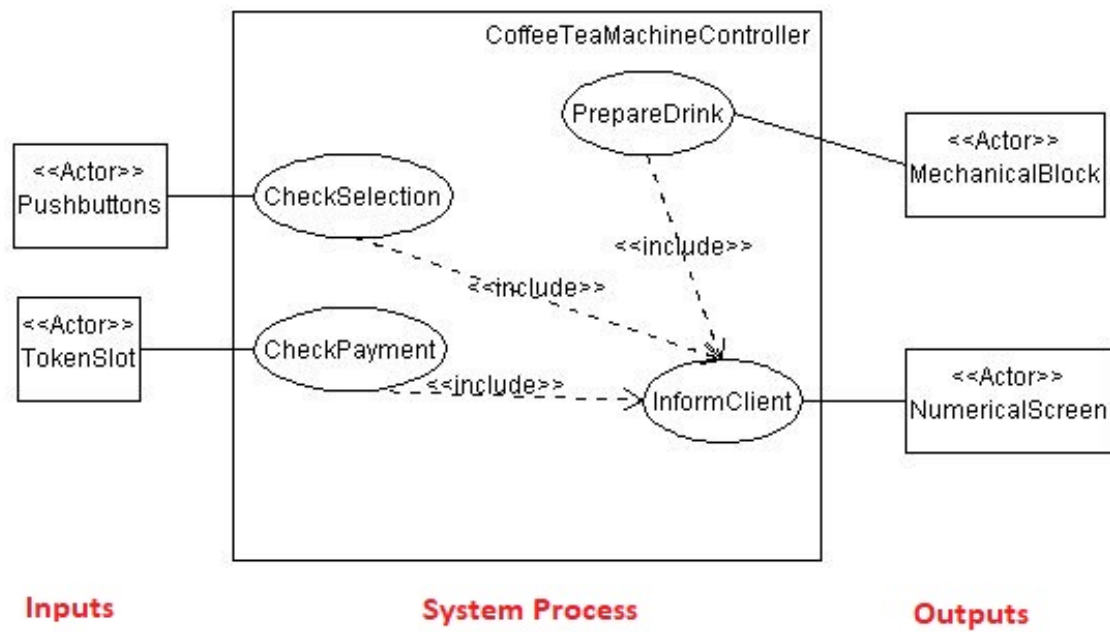 CoffeeTeaMachineController
PrepareDrink
<<Actor>>
MechanicalBlock
<<Actor>>
Pushbuttons
CheckSelection
<<include>>
<<include>>
<<Actor>>
TokenSlot
CheckPayment
<<include>>
InformClient
<<Actor>>
NumericalScreen
Inputs
System Process
Outputs